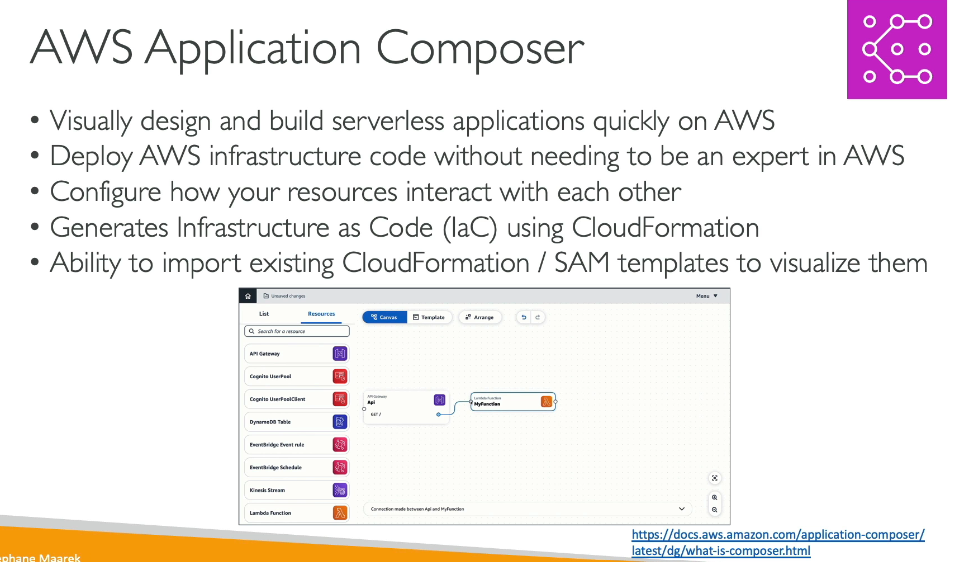 AWS Application Composer
• Visually design and build serverless applications quickly on AWS
• Deploy AWS infrastructure code without needing to be an expert in AWS
• Configure how your resources interact with each other
• Generates Infrastructure as Code (IaC) using CloudFormation
• Ability to import existing CloudFormation / SAM templates to visualize them
Unsaved changes
Menu
List
Resources
Canvas
Template
Arrange
Search for a resource
API Gateway
Cognito UserPool
Cognito UserPoolClient
DynamoDB Table
EventBridge Event rule
EventBridge Schedule
Kinesis Stream
Lambda Function
API Gateway
Api
GET /
Lambda Function
MyFunction
Connection made between Api and MyFunction
https://docs.aws.amazon.com/application-composer/
latest/dg/what-is-composer.html
ephane Maarek